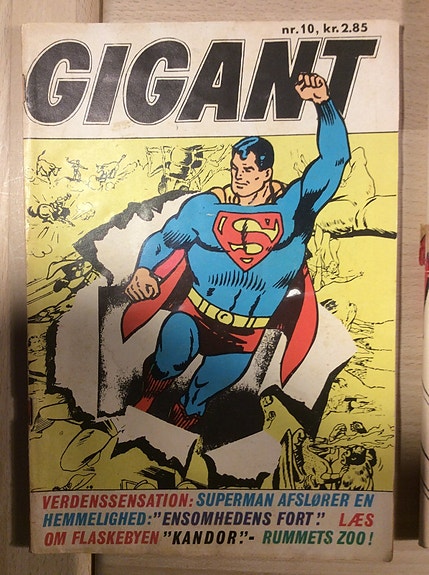 nr.10, kr.2.85
GIGANT
S
VERDENSSENSATION: SUPERMAN AFSLØRER EN
HEMMELIGHED:"ENSOMHEDENS FORT". LÆS
OM FLASKEBYEN "KANDOR".- RUMMETS ZOO!